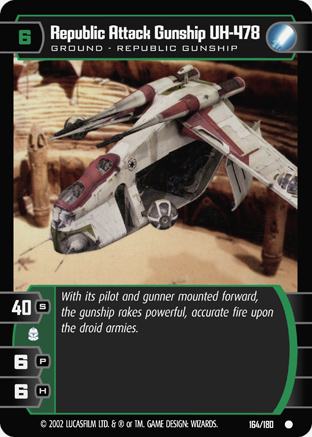 6 Republic Attack Gunship UH-478
GROUND - REPUBLIC GUNSHIP
40 S
With its pilot and gunner mounted forward,
the gunship rakes powerful, accurate fire upon
the droid armies.
6 P
6 H
© 2002 LUCASFILM LTD. & ® or TM. GAME DESIGN: WIZARDS. 164/180